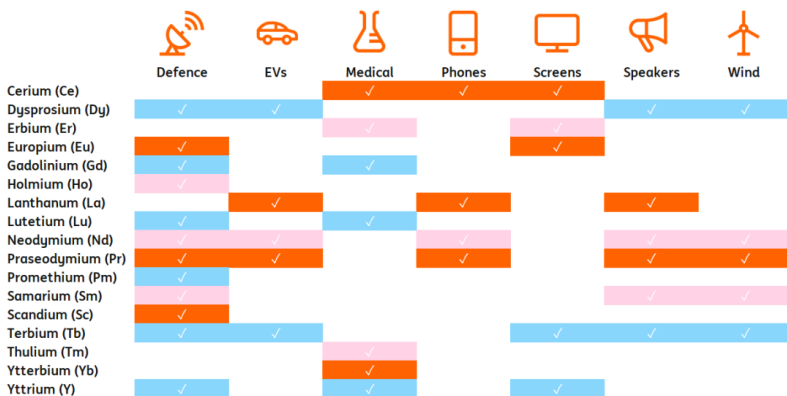 Defence EVs Medical Phones Screens Speakers Wind
Cerium (Ce) ✓ ✓ ✓
Dysprosium (Dy) ✓ ✓ ✓ ✓
Erbium (Er) ✓ ✓
Europium (Eu) ✓ ✓
Gadolinium (Gd) ✓ ✓
Holmium (Ho) ✓
Lanthanum (La) ✓ ✓ ✓
Lutetium (Lu) ✓ ✓
Neodymium (Nd) ✓ ✓ ✓ ✓ ✓
Praseodymium (Pr) ✓ ✓ ✓ ✓ ✓
Promethium (Pm) ✓
Samarium (Sm) ✓ ✓ ✓
Scandium (Sc) ✓
Terbium (Tb) ✓ ✓ ✓ ✓ ✓
Thulium (Tm) ✓
Ytterbium (Yb) ✓
Yttrium (Y) ✓ ✓ ✓